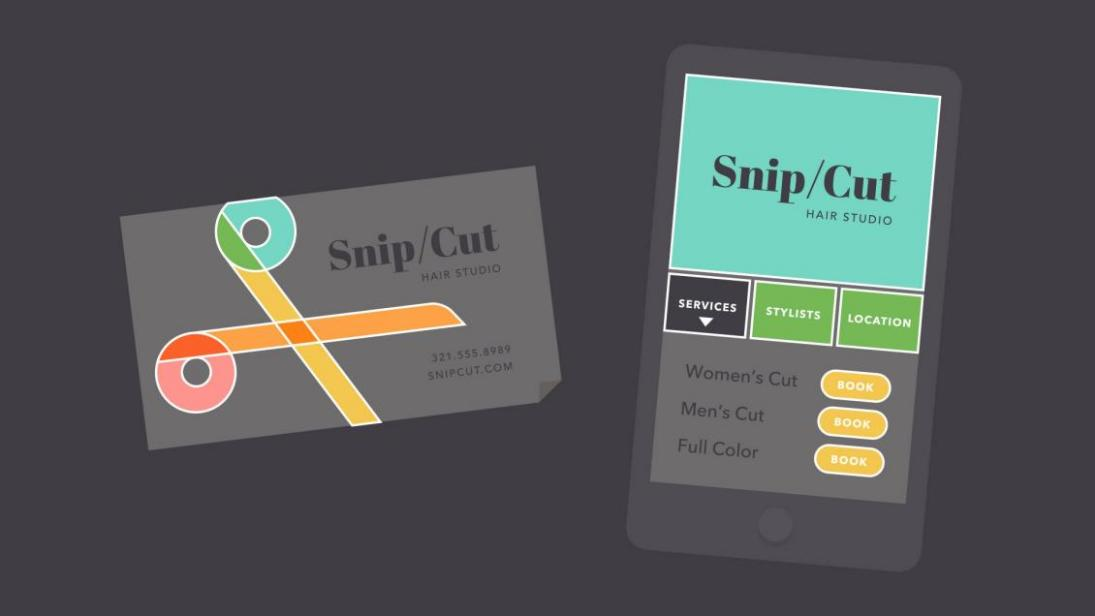 Snip/Cut
HAIR STUDIO
321.555.8989
SNIPCUT.COM
Snip/Cut
HAIR STUDIO
SERVICES
STYLISTS
LOCATION
Women's Cut BOOK
Men's Cut BOOK
Full Color BOOK